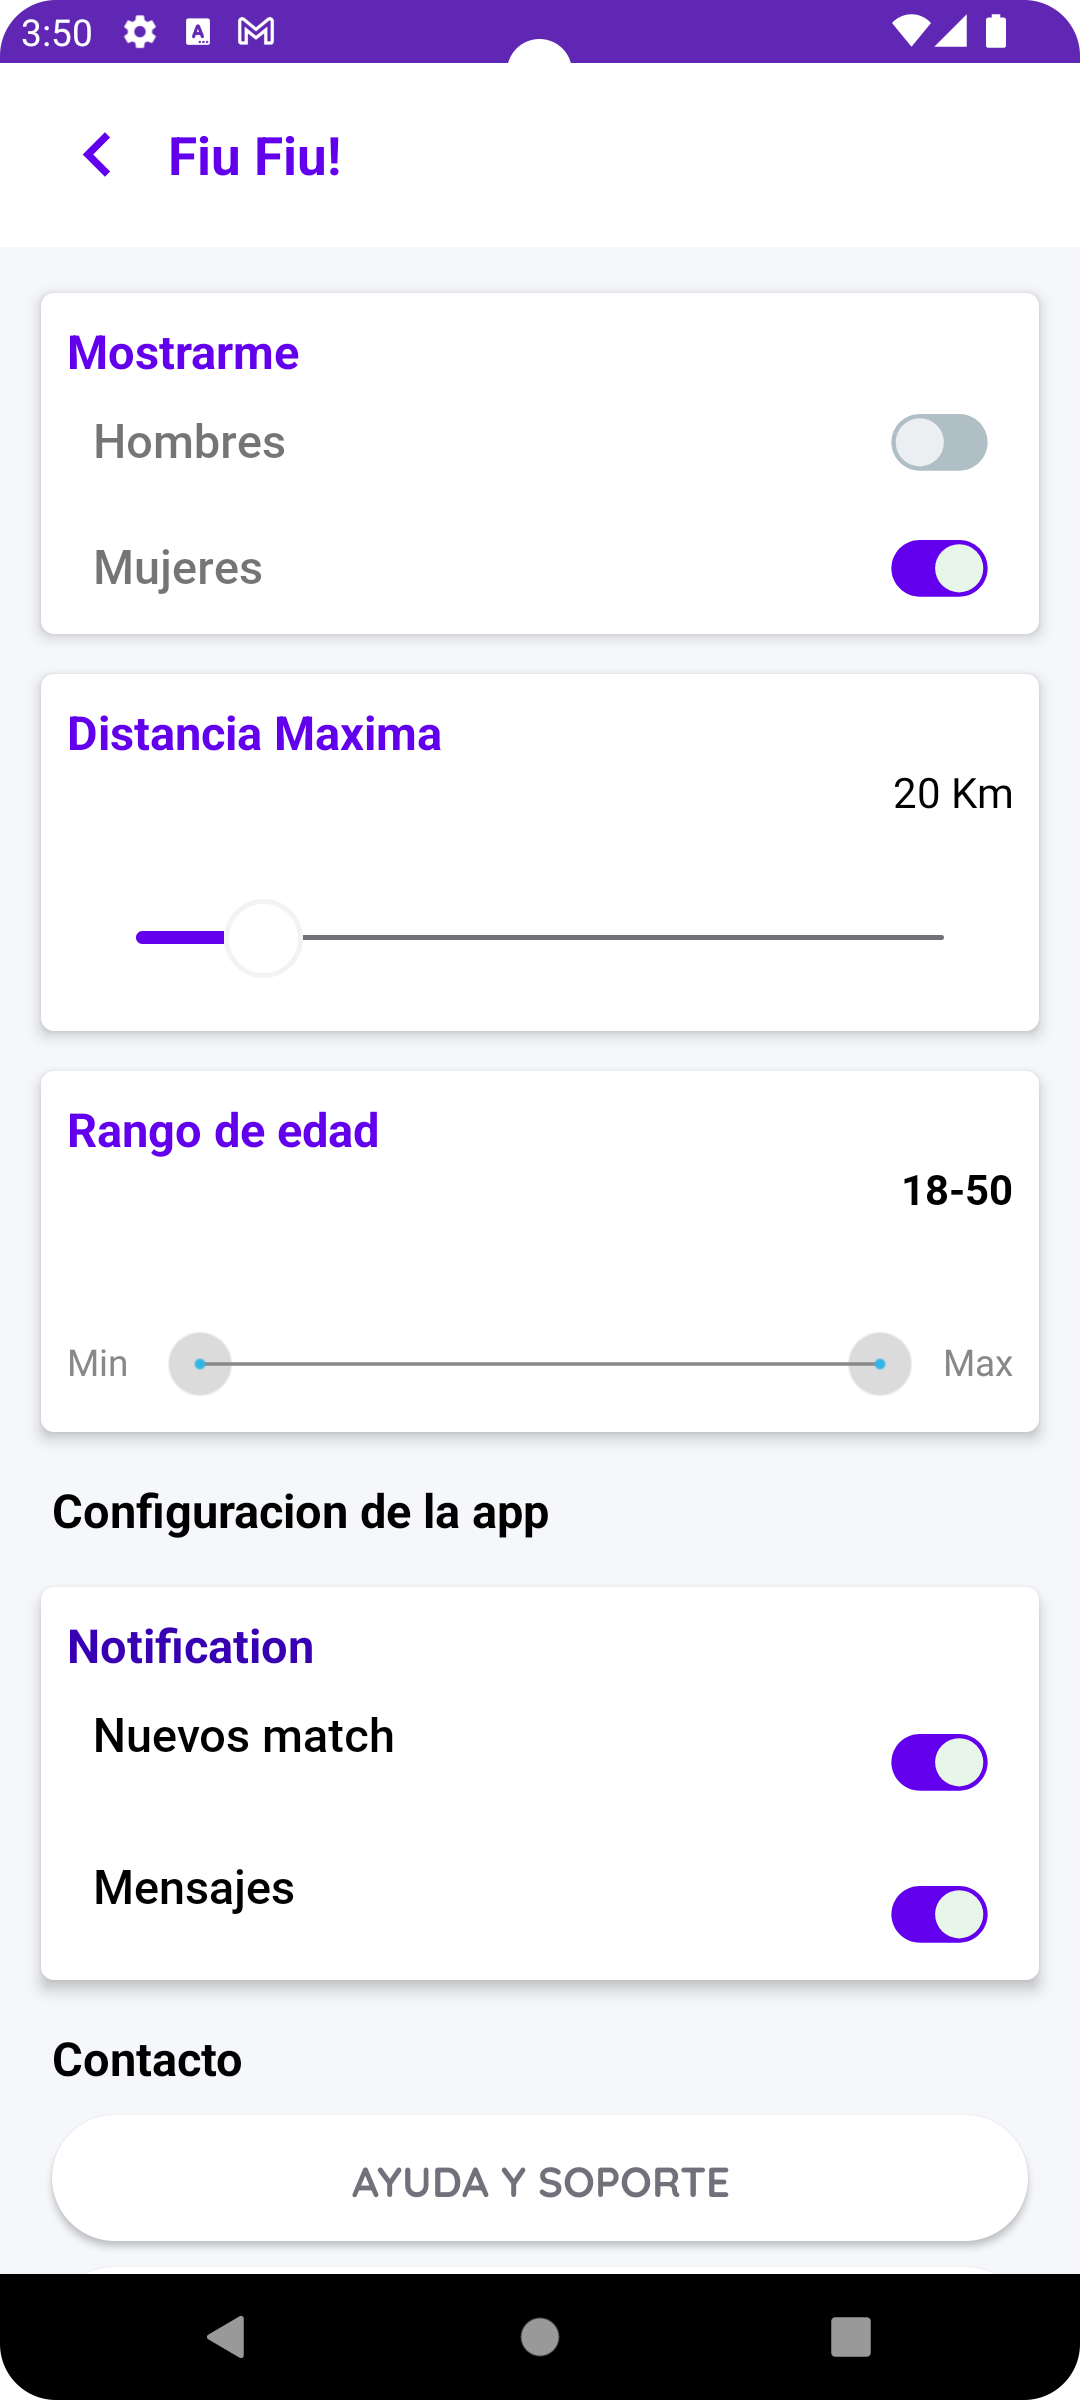 3:50
Fiu Fiu!
Mostrarme
Hombres
Mujeres
Distancia Maxima
20 Km
Rango de edad
18-50
Min Max
Configuracion de la app
Notification
Nuevos match
Mensajes
Contacto
AYUDA Y SOPORTE